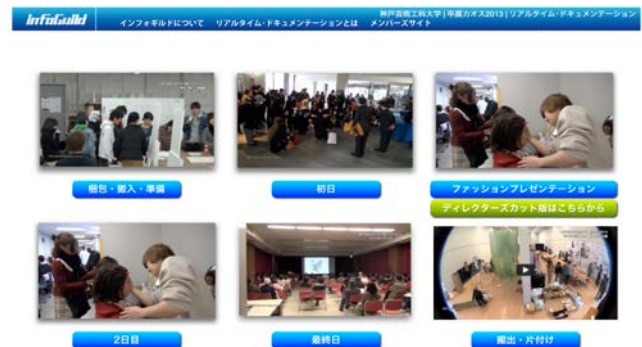 InfoGuild
神戸芸術工科大学 | 卒展カオス2013 | リアルタイム・ドキュメンテーション
インフォギルドについて リアルタイム・ドキュメンテーションとは メンバーズサイト
梱包・搬入・準備
初日
ファッションプレゼンテーション
ディレクターズカット版はこちらから
2日目
最終日
搬出・片付け